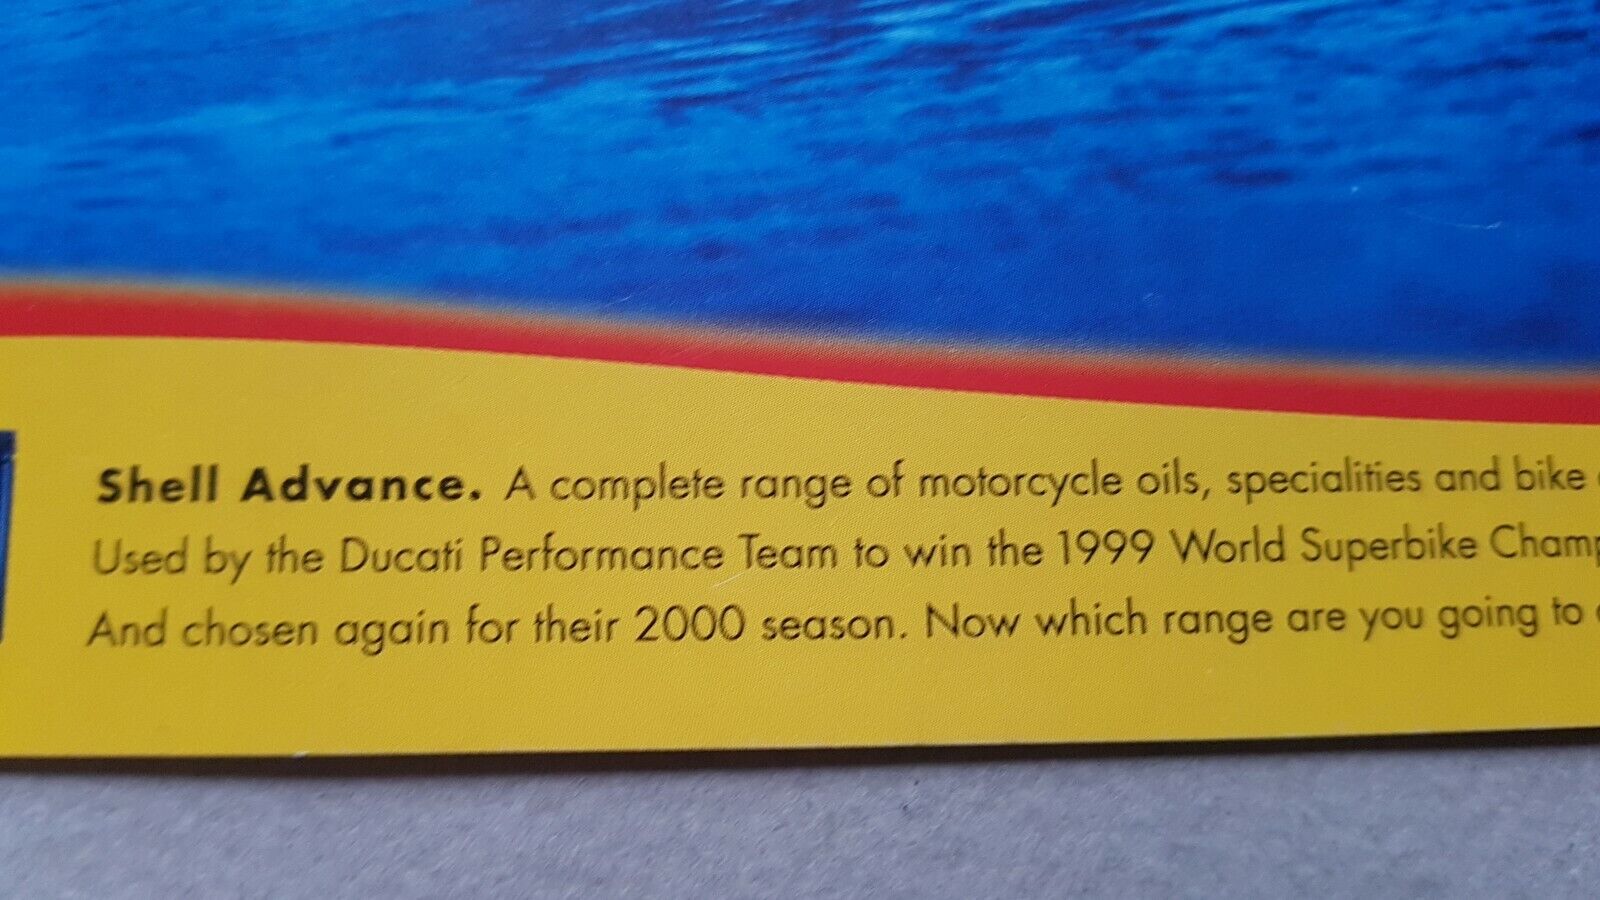 Shell Advance. A complete range of motorcycle oils, specialities and bike
Used by the Ducati Performance Team to win the 1999 World Superbike Champ
And chosen again for their 2000 season. Now which range are you going to